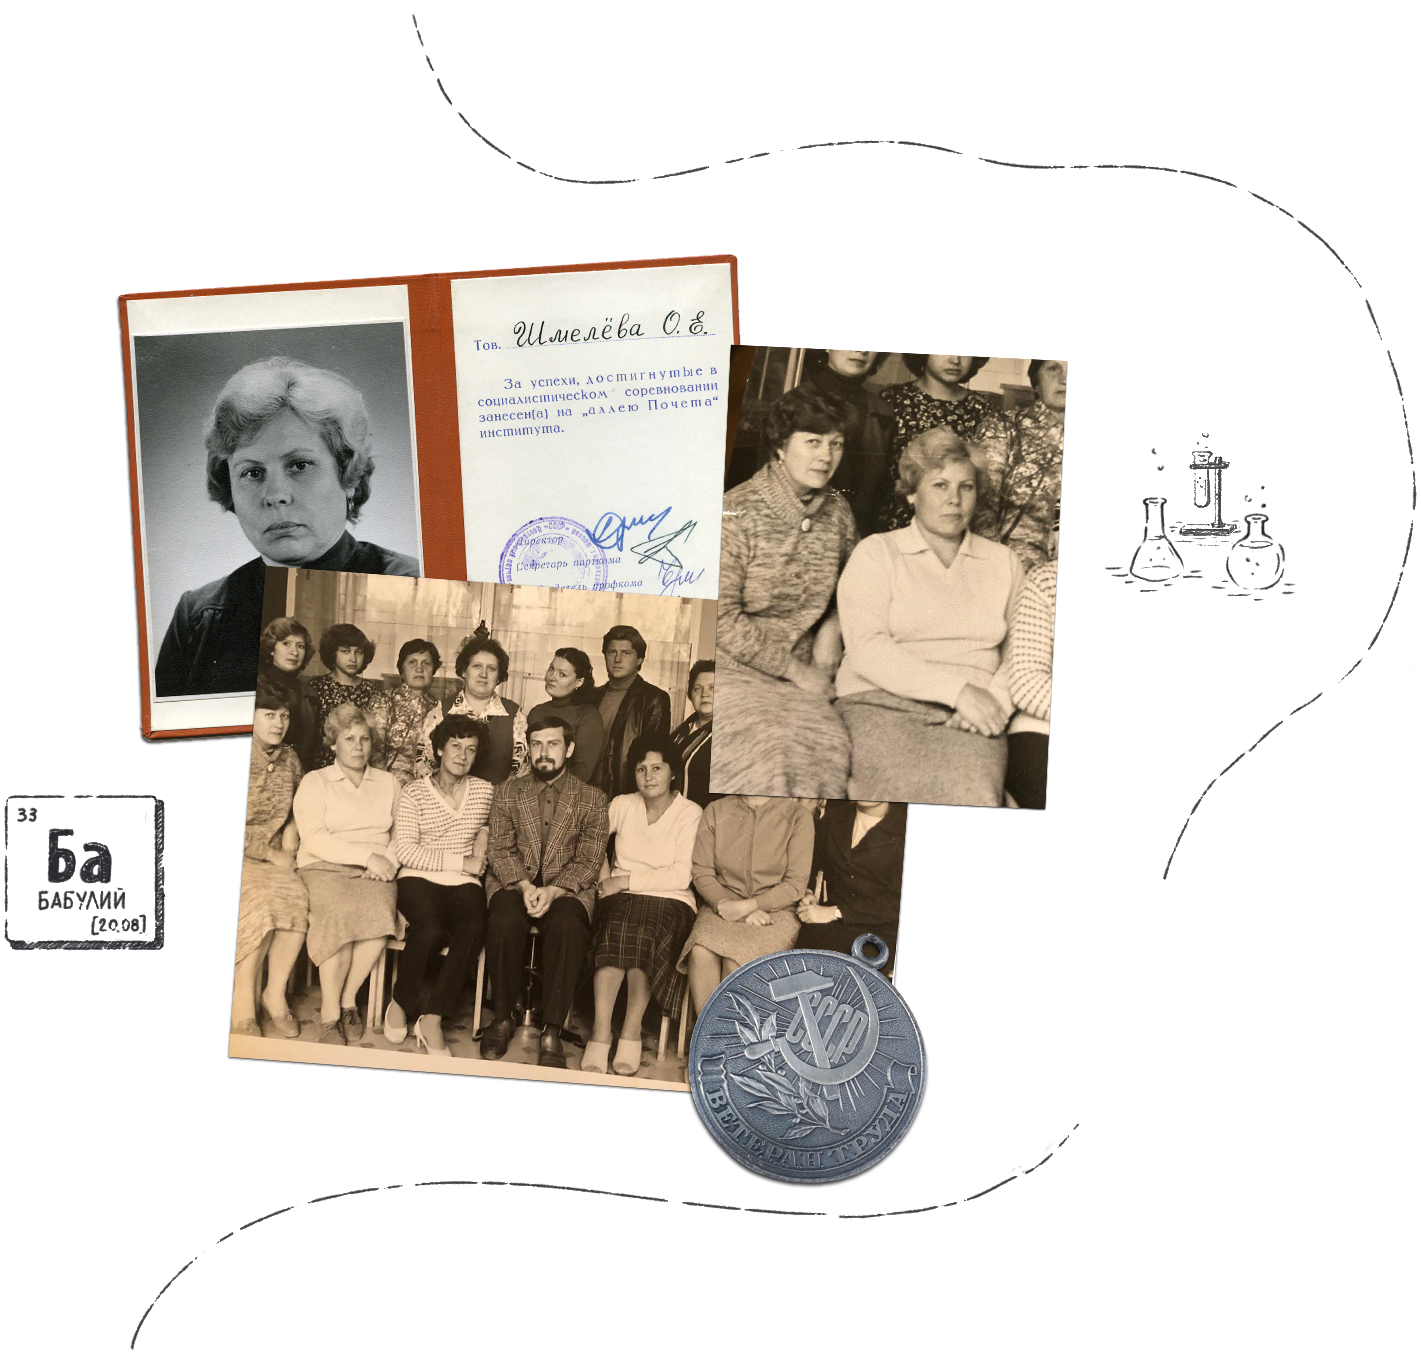 Тов. Шмелёва О.Е.
За успехи, достигнутые в
социалистическом соревновании
занесен(а) на „аллею Почета“
института.
Директор
Секретарь парткома
профкома
33
Ба
БАБУЛИЙ
[20.08]
СССР
ВЕТЕРАН ТРУДА